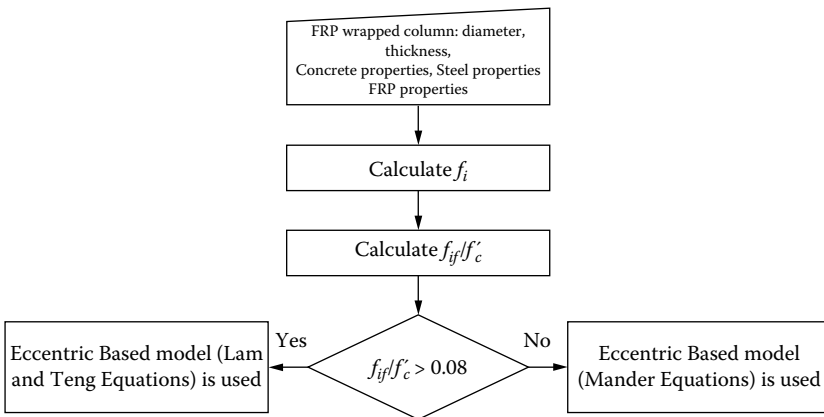 FRP wrapped column: diameter,
thickness,
Concrete properties, Steel properties
FRP properties
Calculate f_i
Calculate f_if/f′_c
Yes
No
Eccentric Based model (Lam
and Teng Equations) is used
f_if/f′_c > 0.08
Eccentric Based model
(Mander Equations) is used